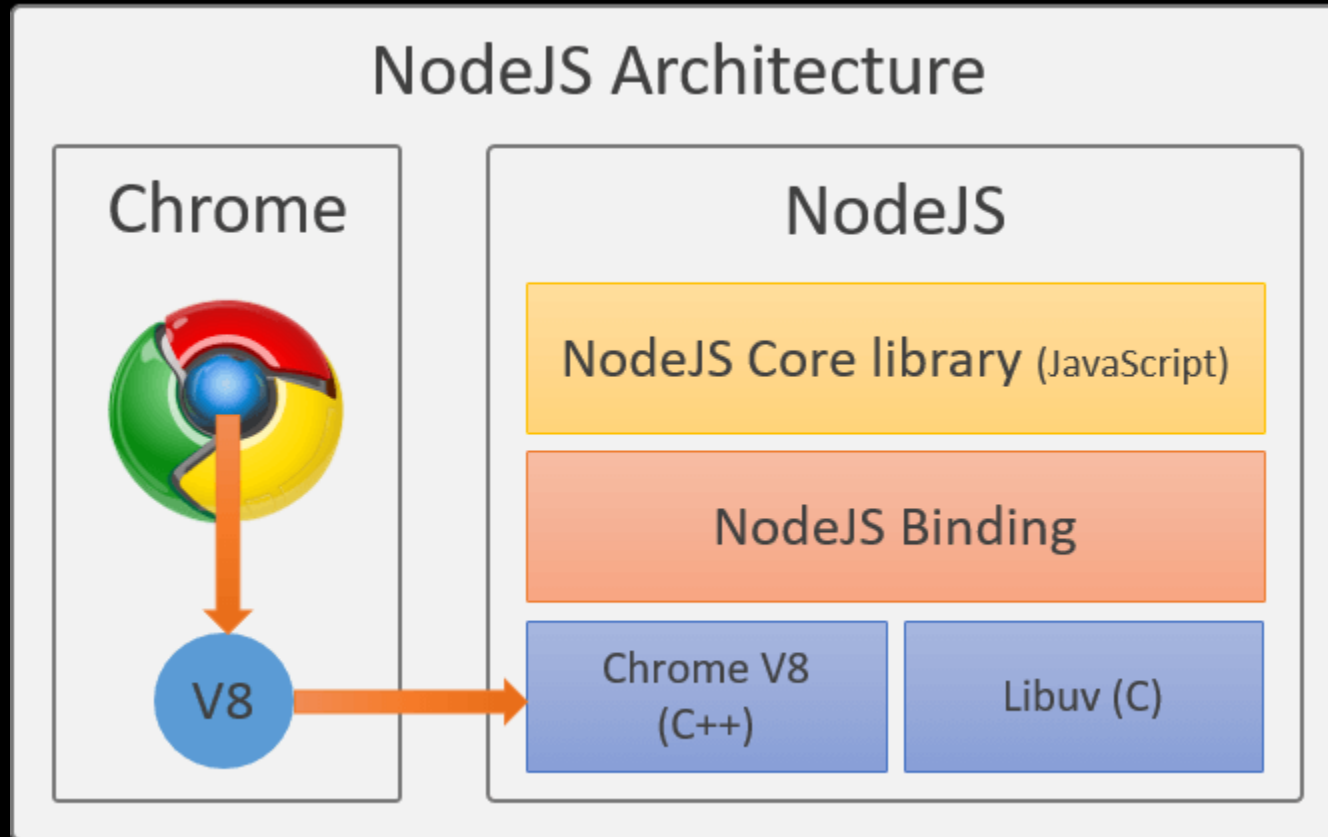 NodeJS Architecture
Chrome
V8
NodeJS
NodeJS Core library (JavaScript)
NodeJS Binding
Chrome V8
(C++)
Libuv (C)